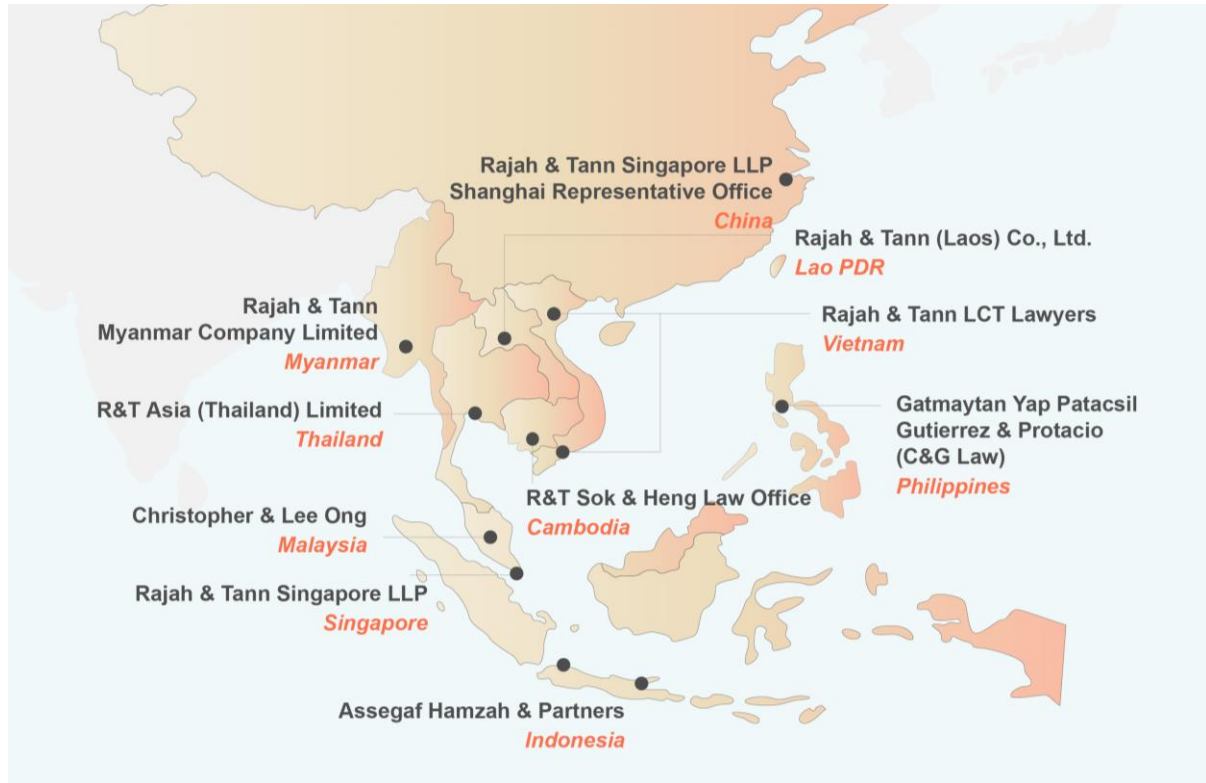 Rajah & Tann Singapore LLP
Shanghai Representative Office
China
Rajah & Tann (Laos) Co., Ltd.
Lao PDR
Rajah & Tann
Myanmar Company Limited
Myanmar
Rajah & Tann LCT Lawyers
Vietnam
R&T Asia (Thailand) Limited
Thailand
Gatmaytan Yap Patacsil
Gutierrez & Protacio
(C&G Law)
Philippines
R&T Sok & Heng Law Office
Cambodia
Christopher & Lee Ong
Malaysia
Rajah & Tann Singapore LLP
Singapore
Assegaf Hamzah & Partners
Indonesia